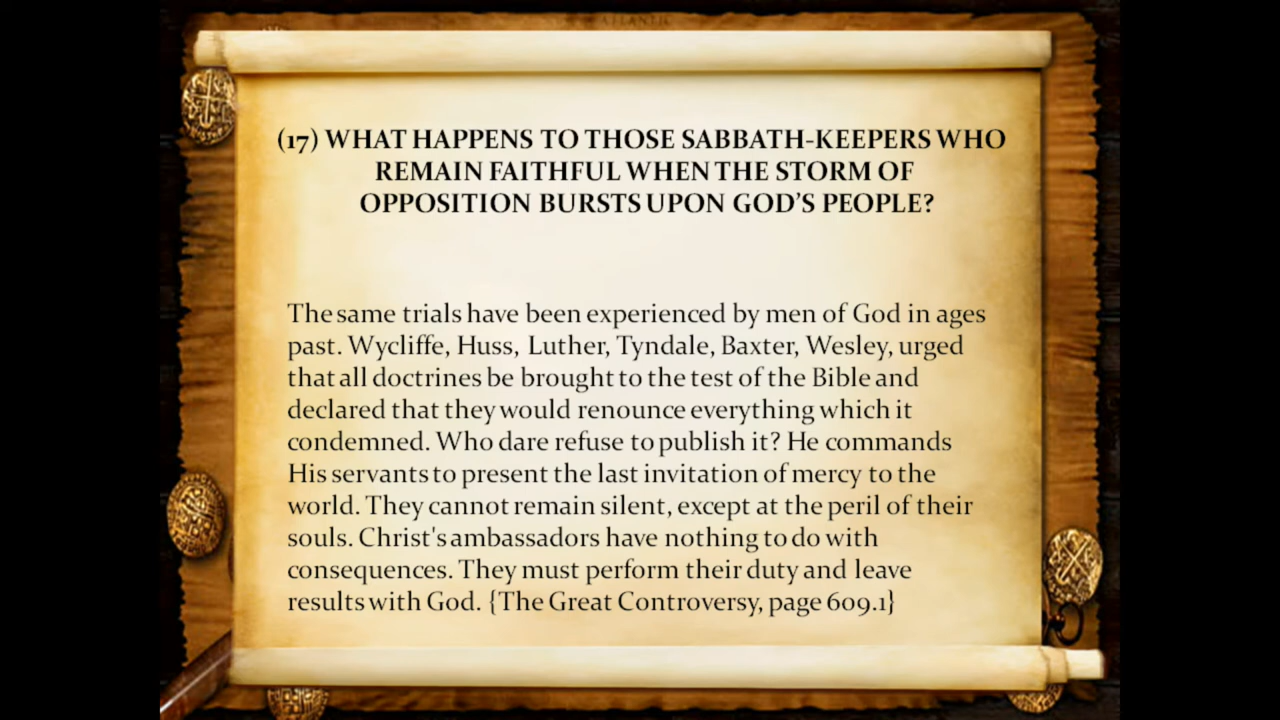 ATLANTIC
(17) WHAT HAPPENS TO THOSE SABBATH-KEEPERS WHO
REMAIN FAITHFUL WHEN THE STORM OF
OPPOSITION BURSTS UPON GOD’S PEOPLE?
The same trials have been experienced by men of God in ages
past. Wycliffe, Huss, Luther, Tyndale, Baxter, Wesley, urged
that all doctrines be brought to the test of the Bible and
declared that they would renounce everything which it
condemned. Who dare refuse to publish it? He commands
His servants to present the last invitation of mercy to the
world. They cannot remain silent, except at the peril of their
souls. Christ's ambassadors have nothing to do with
consequences. They must perform their duty and leave
results with God. {The Great Controversy, page 609.1}